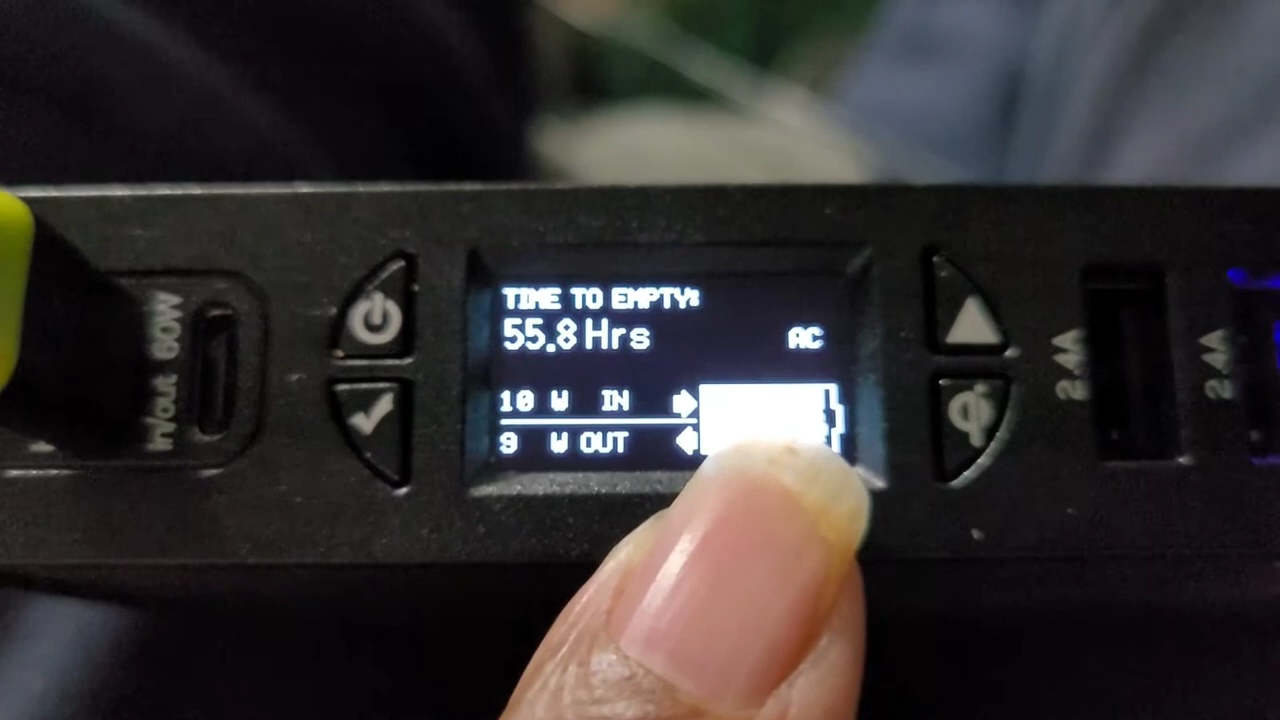 TIME TO EMPTY:
55.8 Hrs
AC
10 W IN
9 W OUT
In/out 60W
2.4A
2.4A